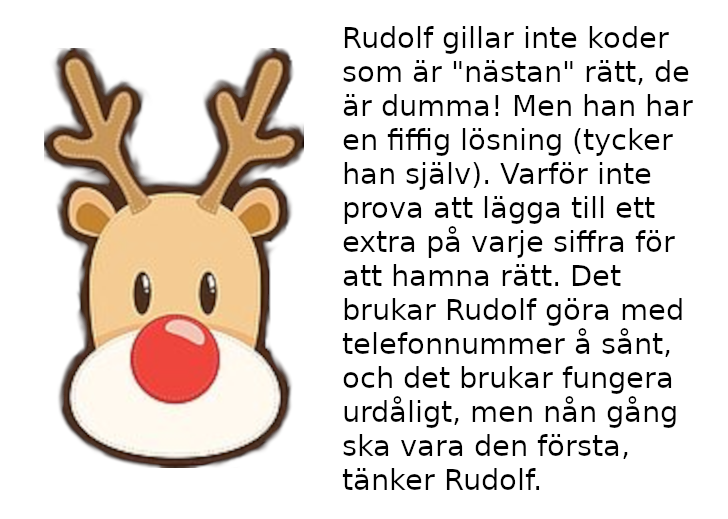 Rudolf gillar inte koder
som är "nästan" rätt, de
är dumma! Men han har
en fiffig lösning (tycker
han själv). Varför inte
prova att lägga till ett
extra på varje siffra för
att hamna rätt. Det
brukar Rudolf göra med
telefonnummer å sånt,
och det brukar fungera
urdåligt, men nån gång
ska vara den första,
tänker Rudolf.